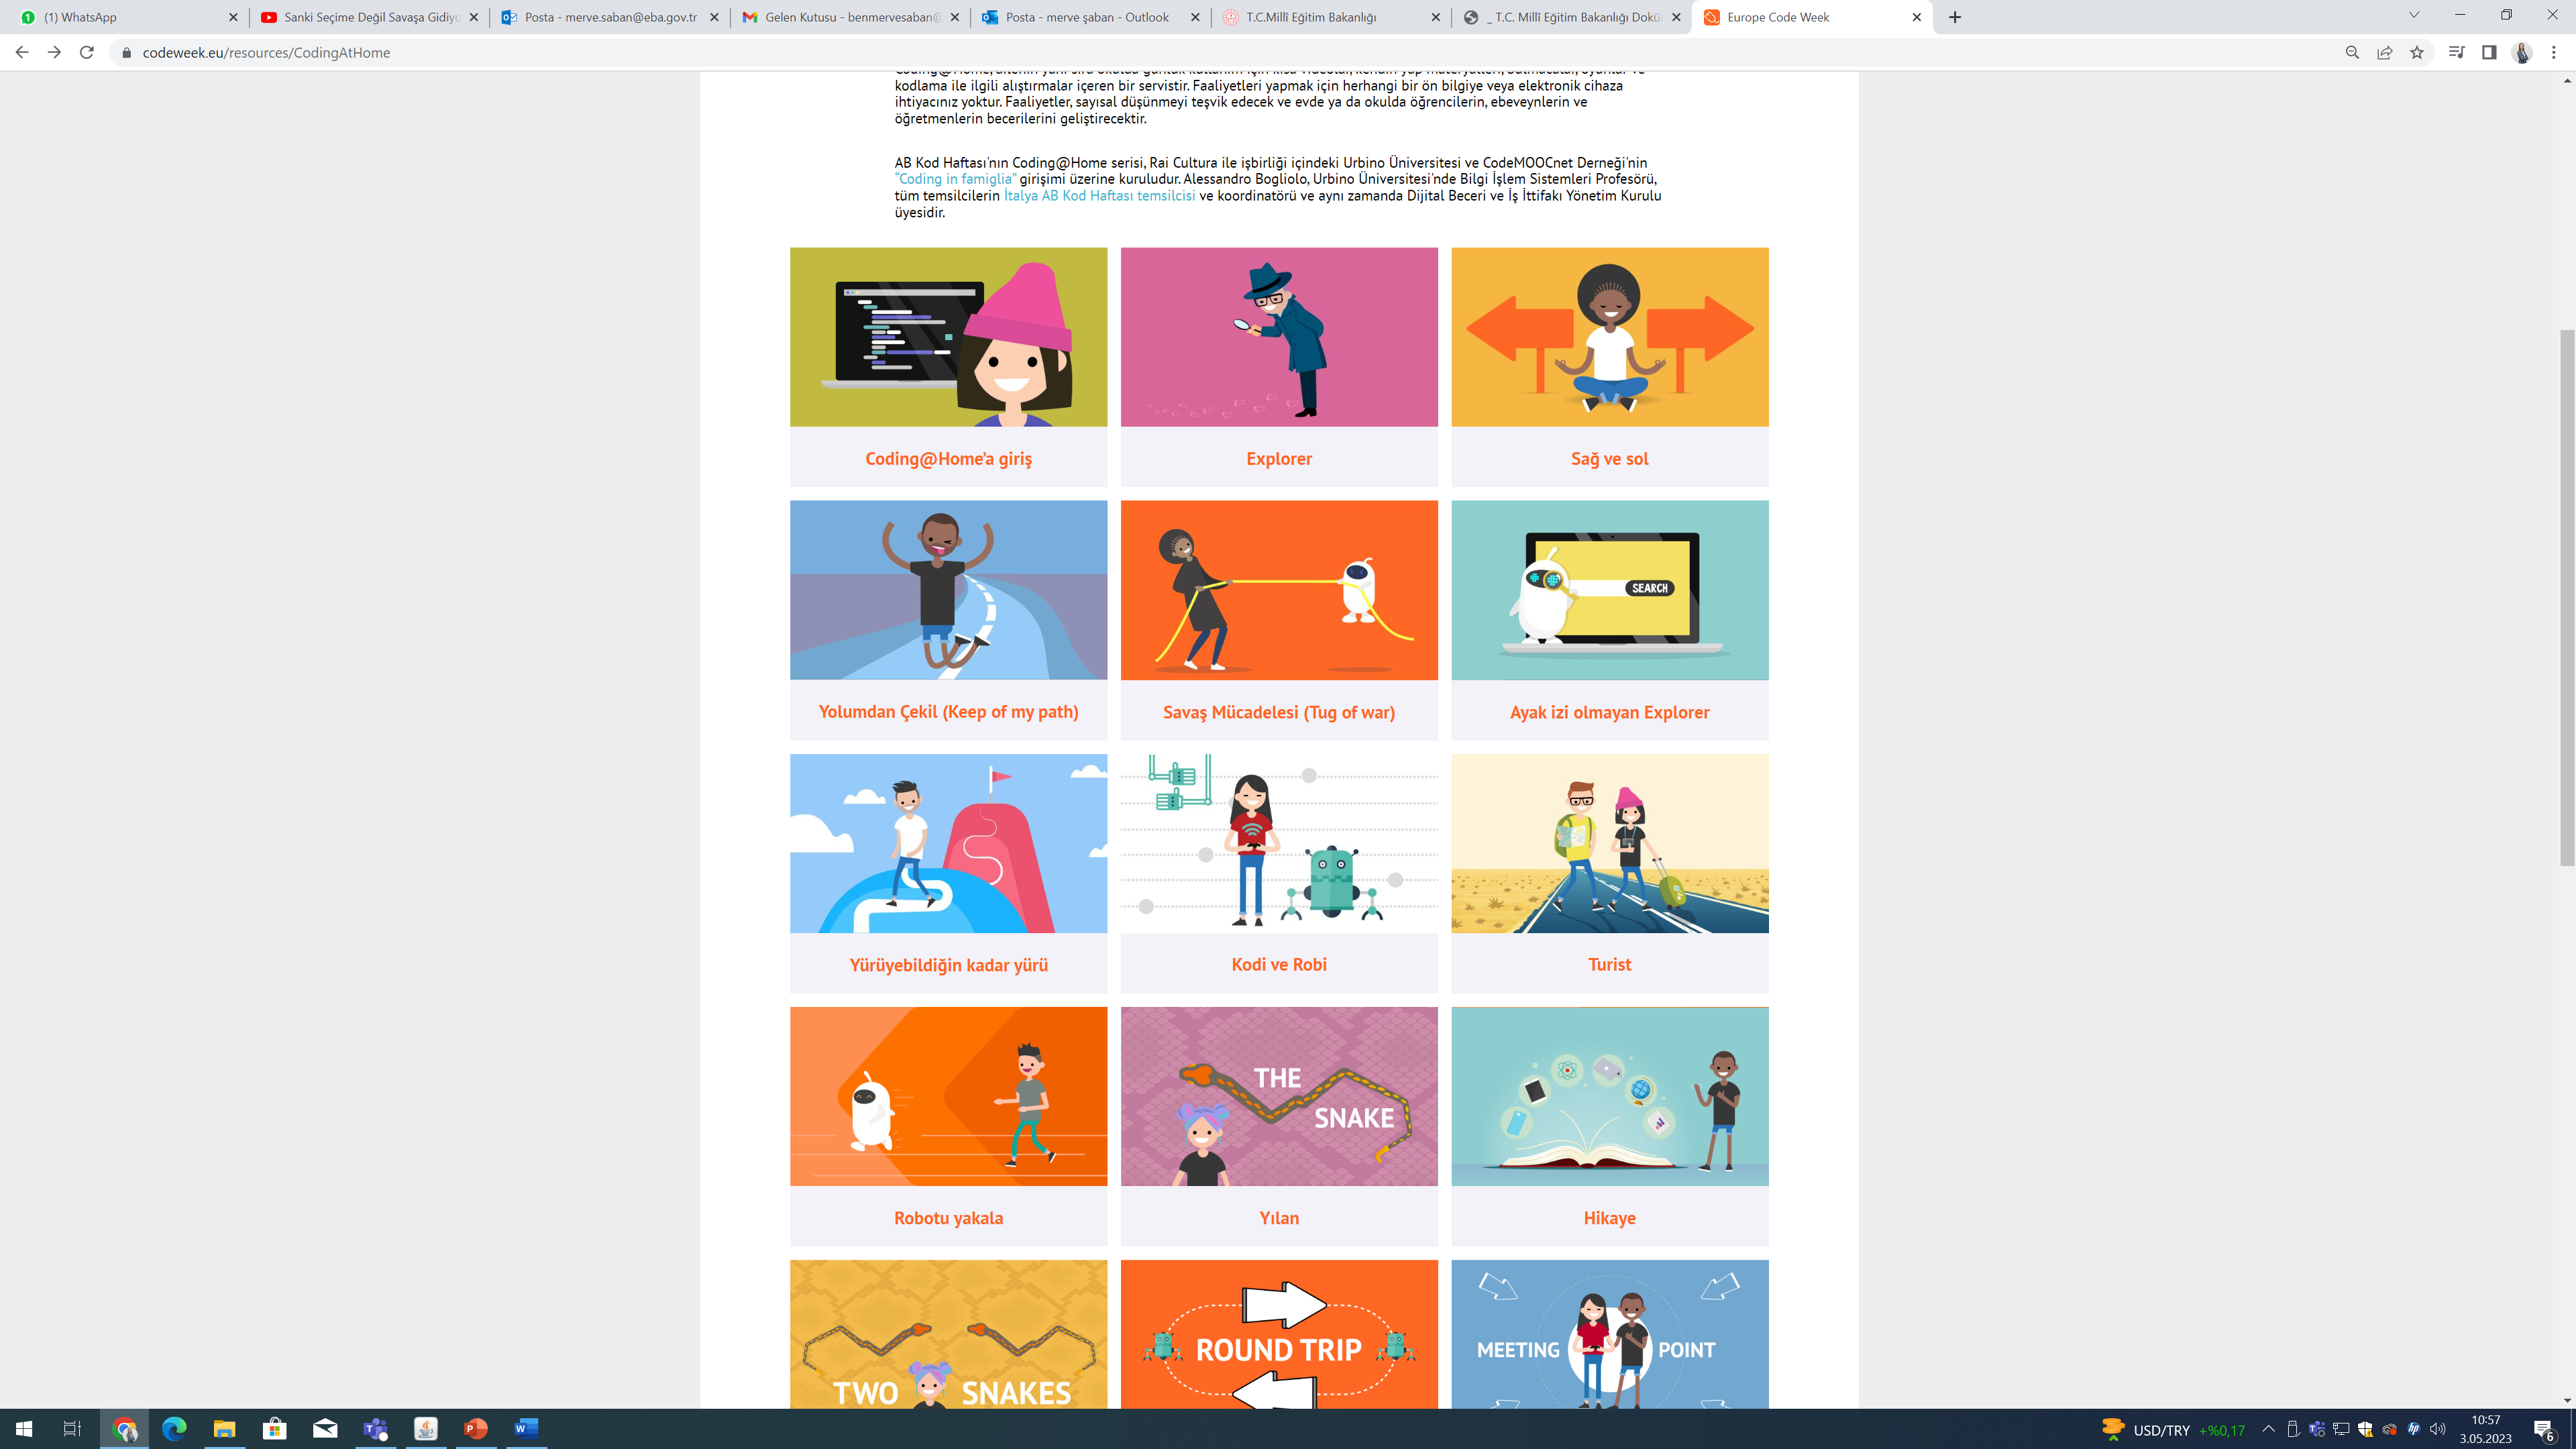 (1) WhatsApp
Sanki Seçime Değil Savaşa Gidiyo
Posta - merve.saban@eba.gov.tr
Gelen Kutusu - benmervesaban@
Posta - merve şaban - Outlook
T.C.Millî Eğitim Bakanlığı
_ T.C. Millî Eğitim Bakanlığı Dokü
Europe Code Week
codeweek.eu/resources/CodingAtHome
kodlama ile ilgili alıştırmalar içeren bir servistir. Faaliyetleri yapmak için herhangi bir ön bilgiye veya elektronik cihaza
ihtiyacınız yoktur. Faaliyetler, sayısal düşünmeyi teşvik edecek ve evde ya da okulda öğrencilerin, ebeveynlerin ve
öğretmenlerin becerilerini geliştirecektir.
AB Kod Haftası'nın Coding@Home serisi, Rai Cultura ile işbirliği içindeki Urbino Üniversitesi ve CodeMOOCnet Derneği'nin
“Coding in famiglia” girişimi üzerine kuruludur. Alessandro Bogliolo, Urbino Üniversitesi'nde Bilgi İşlem Sistemleri Profesörü,
tüm temsilcilerin İtalya AB Kod Haftası temsilcisi ve koordinatörü ve aynı zamanda Dijital Beceri ve İş İttifakı Yönetim Kurulu
üyesidir.
Coding@Home’a giriş
Explorer
Sağ ve sol
SEARCH
Yolumdan Çekil (Keep of my path)
Savaş Mücadelesi (Tug of war)
Ayak izi olmayan Explorer
Yürüyebildiğin kadar yürü
Kodi ve Robi
Turist
THE
SNAKE
Robotu yakala
Yılan
Hikaye
TWO SNAKES
ROUND TRIP
MEETING POINT
USD/TRY +%0,17
10:57
3.05.2023
6